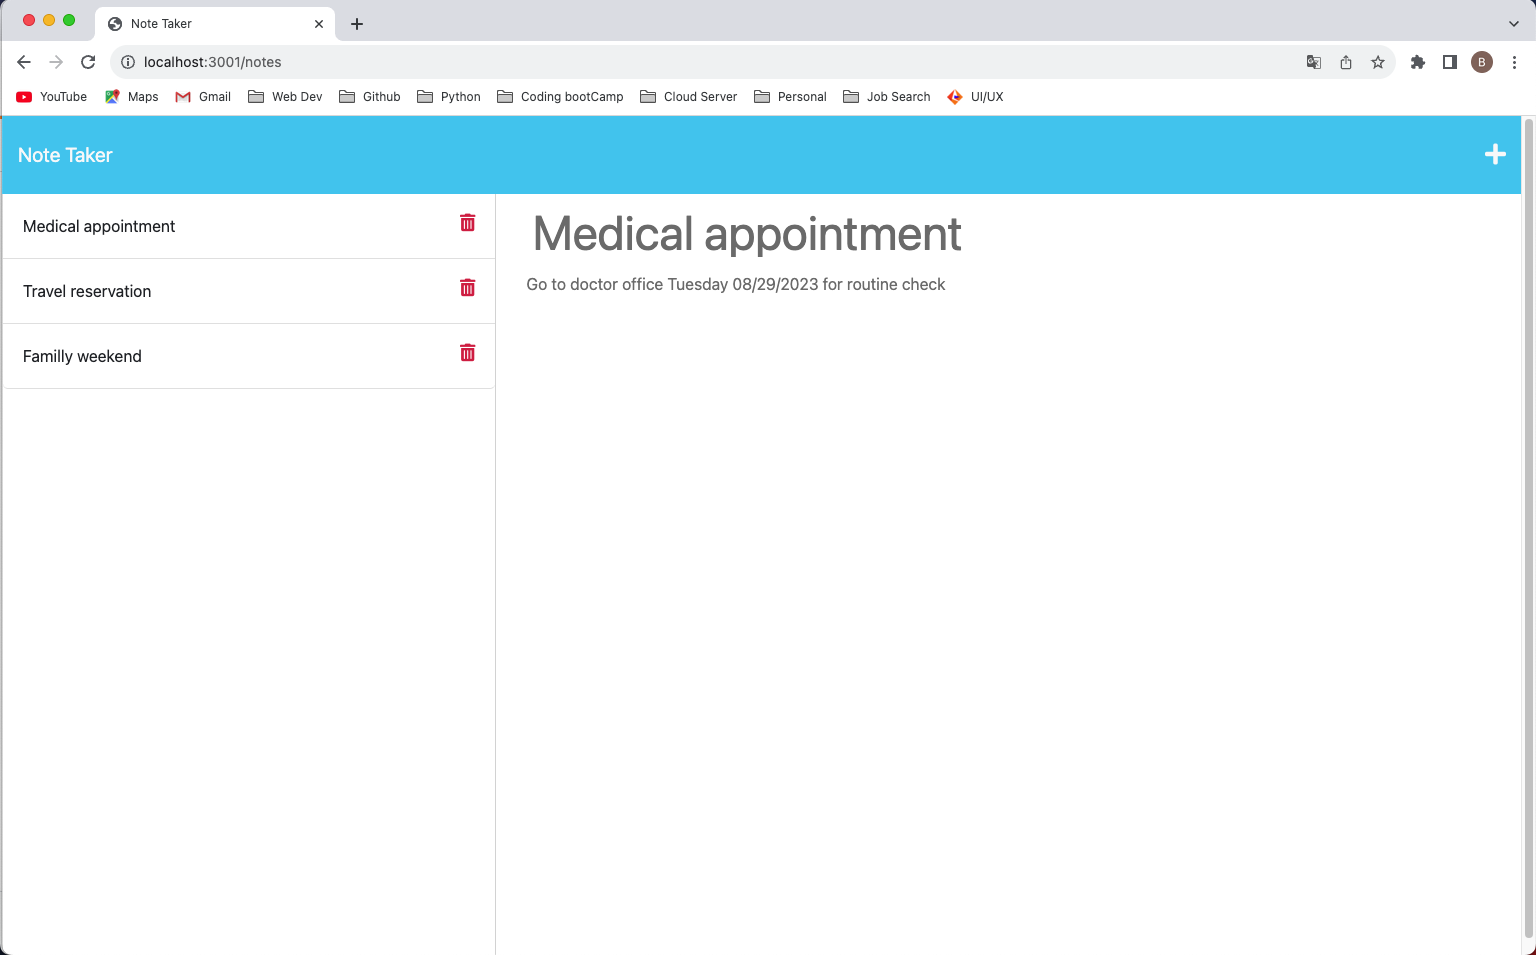 Note Taker
localhost:3001/notes
B
YouTube Maps Gmail Web Dev Github Python Coding bootCamp Cloud Server Personal Job Search UI/UX
Note Taker
Medical appointment
Travel reservation
Familly weekend
Medical appointment
Go to doctor office Tuesday 08/29/2023 for routine check